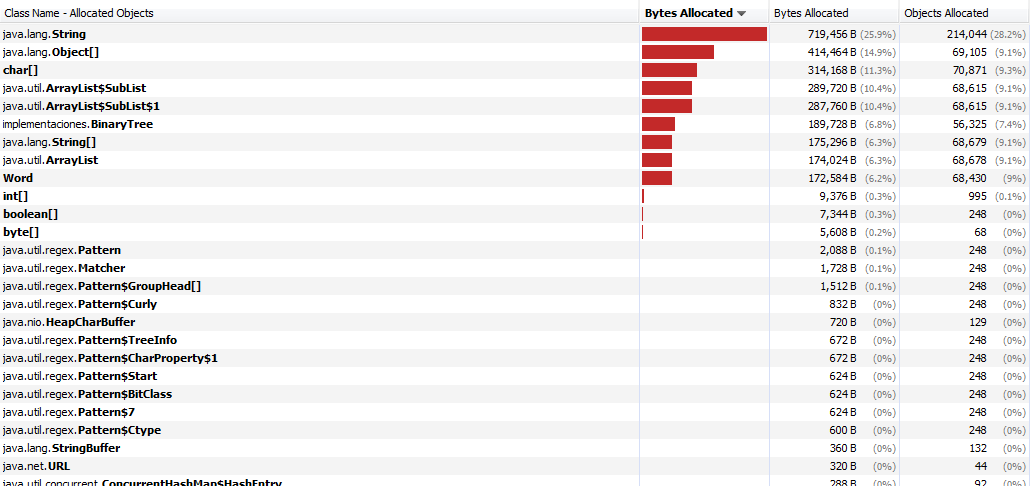 Class Name - Allocated Objects Bytes Allocated Bytes Allocated Objects Allocated
java.lang.String 719,456 B (25.9%) 214,044 (28.2%)
java.lang.Object[] 414,464 B (14.9%) 69,105 (9.1%)
char[] 314,168 B (11.3%) 70,871 (9.3%)
java.util.ArrayList$SubList 289,720 B (10.4%) 68,615 (9.1%)
java.util.ArrayList$SubList$1 287,760 B (10.4%) 68,615 (9.1%)
implementaciones.BinaryTree 189,728 B (6.8%) 56,325 (7.4%)
java.lang.String[] 175,296 B (6.3%) 68,679 (9.1%)
java.util.ArrayList 174,024 B (6.3%) 68,678 (9.1%)
Word 172,584 B (6.2%) 68,430 (9%)
int[] 9,376 B (0.3%) 995 (0.1%)
boolean[] 7,344 B (0.3%) 248 (0%)
byte[] 5,608 B (0.2%) 68 (0%)
java.util.regex.Pattern 2,088 B (0.1%) 248 (0%)
java.util.regex.Matcher 1,728 B (0.1%) 248 (0%)
java.util.regex.Pattern$GroupHead[] 1,512 B (0.1%) 248 (0%)
java.util.regex.Pattern$Curly 832 B (0%) 248 (0%)
java.nio.HeapCharBuffer 720 B (0%) 129 (0%)
java.util.regex.Pattern$TreeInfo 672 B (0%) 248 (0%)
java.util.regex.Pattern$CharProperty$1 672 B (0%) 248 (0%)
java.util.regex.Pattern$Start 624 B (0%) 248 (0%)
java.util.regex.Pattern$BitClass 624 B (0%) 248 (0%)
java.util.regex.Pattern$7 624 B (0%) 248 (0%)
java.util.regex.Pattern$Ctype 600 B (0%) 248 (0%)
java.lang.StringBuffer 360 B (0%) 132 (0%)
java.net.URL 320 B (0%) 44 (0%)
java.util.concurrent.ConcurrentHashMap$HashEntry 288 B (0%) 92 (0%)